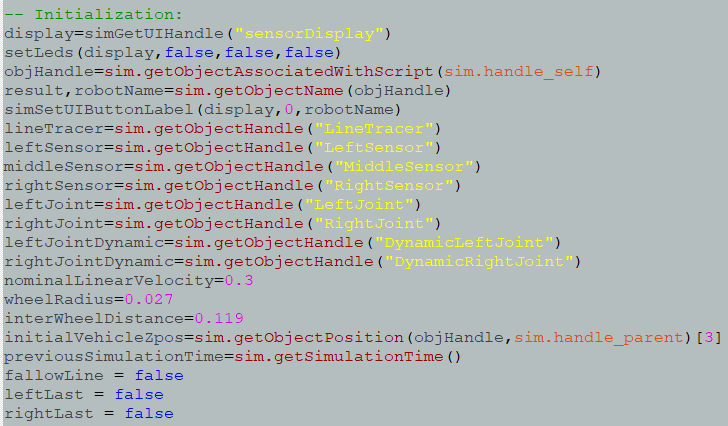 -- Initialization:
display=simGetUIHandle("sensorDisplay")
setLeds(display,false,false,false)
objHandle=sim.getObjectAssociatedWithScript(sim.handle_self)
result,robotName=sim.getObjectName(objHandle)
simSetUIButtonLabel(display,0,robotName)
lineTracer=sim.getObjectHandle("LineTracer")
leftSensor=sim.getObjectHandle("LeftSensor")
middleSensor=sim.getObjectHandle("MiddleSensor")
rightSensor=sim.getObjectHandle("RightSensor")
leftJoint=sim.getObjectHandle("LeftJoint")
rightJoint=sim.getObjectHandle("RightJoint")
leftJointDynamic=sim.getObjectHandle("DynamicLeftJoint")
rightJointDynamic=sim.getObjectHandle("DynamicRightJoint")
nominalLinearVelocity=0.3
wheelRadius=0.027
interWheelDistance=0.119
initialVehicleZpos=sim.getObjectPosition(objHandle,sim.handle_parent)[3]
previousSimulationTime=sim.getSimulationTime()
fallowLine = false
leftLast = false
rightLast = false